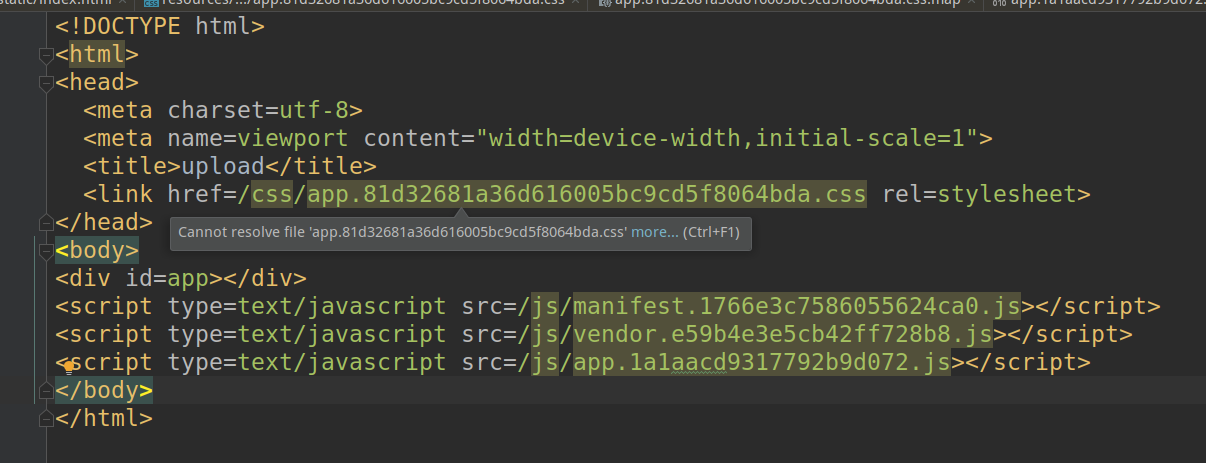 static/index.html × resources/.../app.81d32681a36d616005bc9cd5f8064bda.css × app.81d32681a36d616005bc9cd5f8064bda.css.map × app.1a1aacd9317792b9d072.
<!DOCTYPE html>
<html>
<head>
<meta charset=utf-8>
<meta name=viewport content="width=device-width,initial-scale=1">
<title>upload</title>
<link href=/css/app.81d32681a36d616005bc9cd5f8064bda.css rel=stylesheet>
</head>
Cannot resolve file 'app.81d32681a36d616005bc9cd5f8064bda.css' more... (Ctrl+F1)
<body>
<div id=app></div>
<script type=text/javascript src=/js/manifest.1766e3c7586055624ca0.js></script>
<script type=text/javascript src=/js/vendor.e59b4e3e5cb42ff728b8.js></script>
<script type=text/javascript src=/js/app.1a1aacd9317792b9d072.js></script>
</body>
</html>